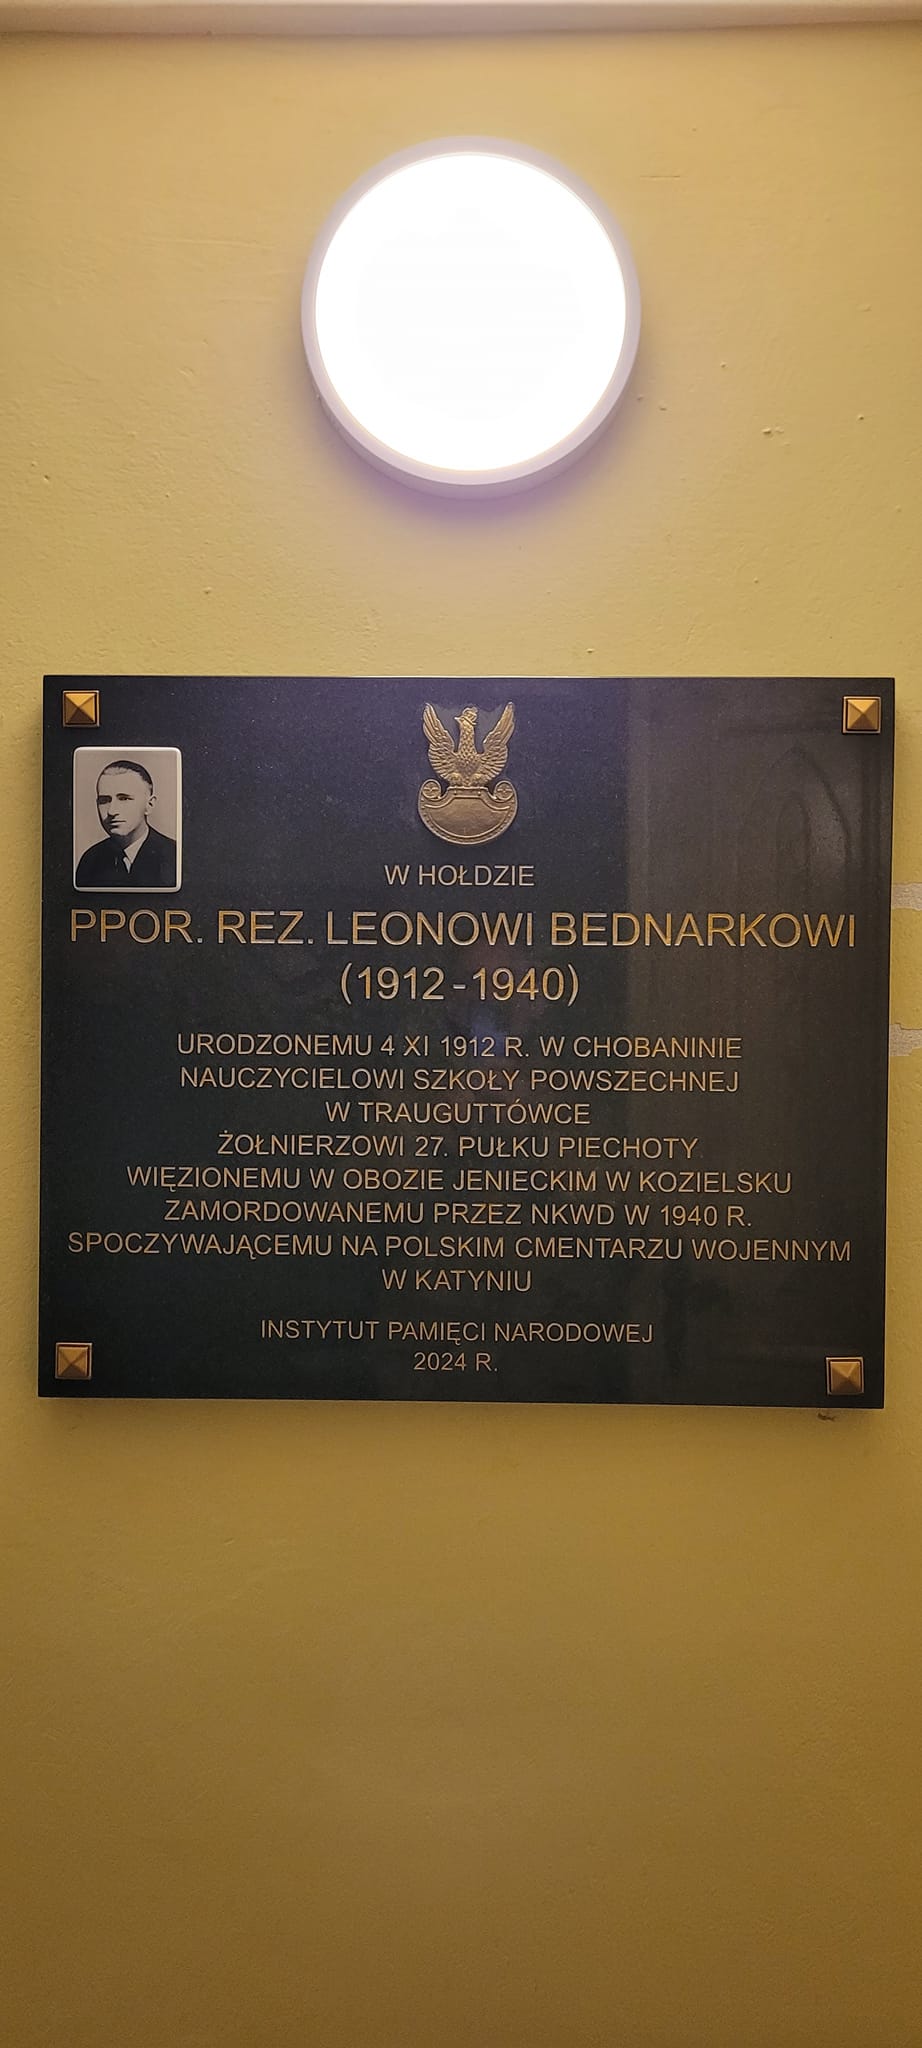 W HOŁDZIE
PPOR. REZ. LEONOWI BEDNARKOWI
(1912-1940)
URODZONEMU 4 XI 1912 R. W CHOBANINIE
NAUCZYCIELOWI SZKOŁY POWSZECHNEJ
W TRAUGUTTÓWCE
ŻOŁNIERZOWI 27. PUŁKU PIECHOTY
WIĘZIONEMU W OBOZIE JENIECKIM W KOZIELSKU
ZAMORDOWANEMU PRZEZ NKWD W 1940 R.
SPOCZYWAJĄCEMU NA POLSKIM CMENTARZU WOJENNYM
W KATYNIU
INSTYTUT PAMIĘCI NARODOWEJ
2024 R.